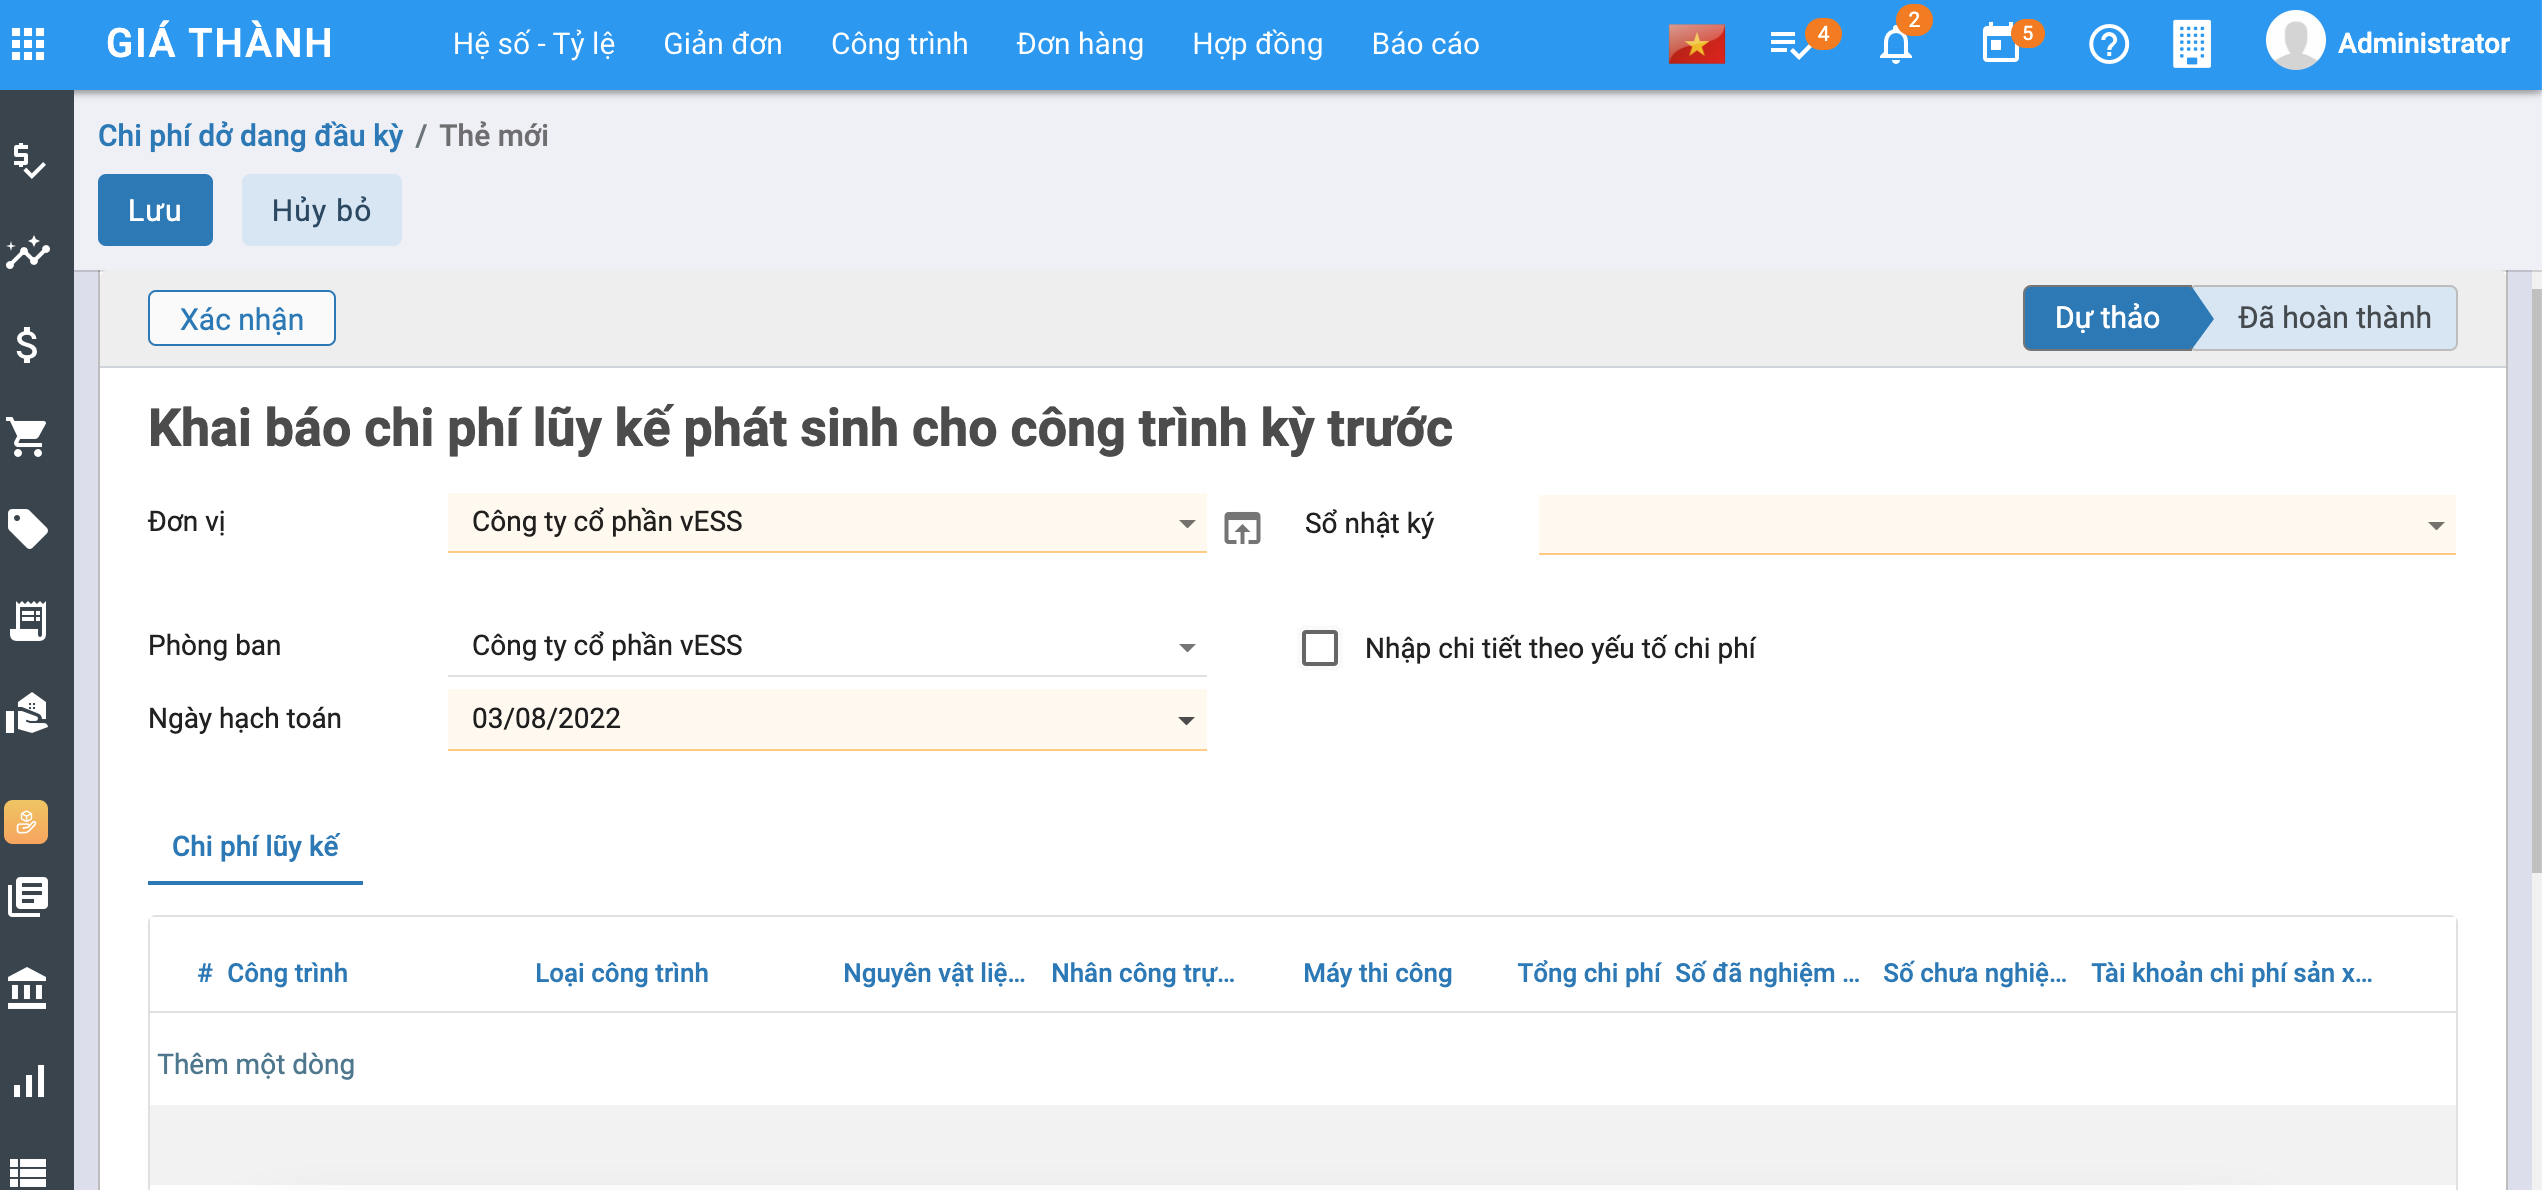 GIÁ THÀNH Hệ số - Tỷ lệ Giản đơn Công trình Đơn hàng Hợp đồng Báo cáo 4 2 5 Administrator
Chi phí dở dang đầu kỳ / Thẻ mới
Lưu Hủy bỏ
Xác nhận Dự thảo Đã hoàn thành
Khai báo chi phí lũy kế phát sinh cho công trình kỳ trước
Đơn vị Công ty cổ phần vESS Sổ nhật ký
Phòng ban Công ty cổ phần vESS Nhập chi tiết theo yếu tố chi phí
Ngày hạch toán 03/08/2022
Chi phí lũy kế
# Công trình Loại công trình Nguyên vật liệ... Nhân công trự... Máy thi công Tổng chi phí Số đã nghiệm ... Số chưa nghiệ... Tài khoản chi phí sản x...
Thêm một dòng